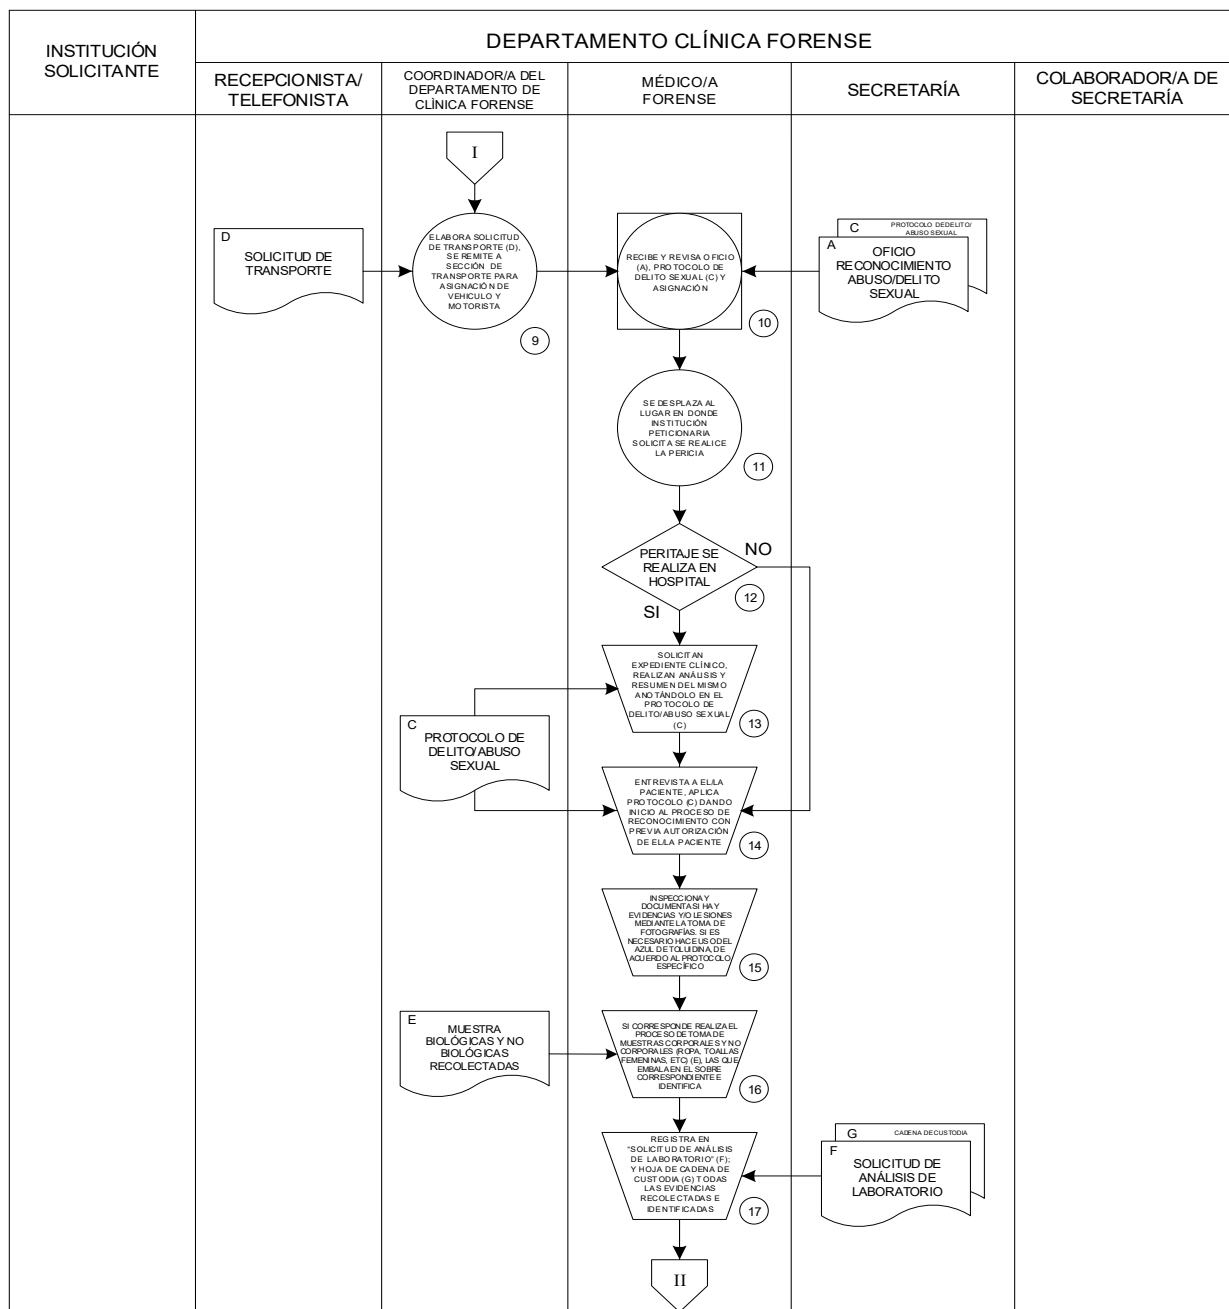 INSTITUCIÓN
SOLICITANTE
DEPARTAMENTO CLÍNICA FORENSE
RECEPCIONISTA/
TELEFONISTA
COORDINADOR/A DEL
DEPARTAMENTO DE
CLÌNICA FORENSE
MÉDICO/A
FORENSE
SECRETARÍA
COLABORADOR/A DE
SECRETARÍA
I
D
SOLICITUD DE
TRANSPORTE
ELABORA SOLICITUD
DE TRANSPORTE (D),
SE REMITE A
SECCIÓN DE
TRANSPORTE PARA
ASIGNACIÓN DE
VEHICULO Y
MOTORISTA
9
RECIBE Y REVISA OFICIO
(A), PROTOCOLO DE
DELITO SEXUAL (C) Y
ASIGNACIÓN
10
C
PROTOCOLO DE DELITO/
ABUSO SEXUAL
A
OFICIO
RECONOCIMIENTO
ABUSO/DELITO
SEXUAL
SE DESPLAZA AL
LUGAR EN DONDE
INSTITUCIÓN
PETICIONARIA
SOLICITA SE REALICE
LA PERICIA
11
PERITAJE SE
REALIZA EN
HOSPITAL
NO
12
SI
SOLICITAN
EXPEDIENTE CLÍNICO,
REALIZAN ANÁLISIS Y
RESUMEN DEL MISMO
ANOTÁNDOLO EN EL
PROTOCOLO DE
DELITO/ABUSO SEXUAL
(C)
13
C
PROTOCOLO DE
DELITO/ABUSO
SEXUAL
ENTREVISTA A EL/LA
PACIENTE, APLICA
PROTOCOLO (C) DANDO
INICIO AL PROCESO DE
RECONOCIMIENTO CON
PREVIA AUTORIZACIÓN
DE EL/LA PACIENTE
14
INSPECCIONA Y
DOCUMENTA SI HAY
EVIDENCIAS Y/O LESIONES
MEDIANTE LA TOMA DE
FOTOGRAFÍAS. SI ES
NECESARIO HACE USO DEL
AZUL DE TOLUIDINA, DE
ACUERDO AL PROTOCOLO
ESPECÍFICO
15
E
MUESTRA
BIOLÓGICAS Y NO
BIOLÓGICAS
RECOLECTADAS
SI CORRESPONDE REALIZA EL
PROCESO DE TOMA DE
MUESTRAS CORPORALES Y NO
CORPORALES (ROPA, TOALLAS
FEMENINAS, ETC) (E), LAS QUE
EMBALA EN EL SOBRE
CORRESPONDIENTE E
IDENTIFICA
16
REGISTRA EN
"SOLICITUD DE ANÁLISIS
DE LABORATORIO" (F);
Y HOJA DE CADENA DE
CUSTODIA (G) TODAS
LAS EVIDENCIAS
RECOLECTADAS E
IDENTIFICADAS
17
G
CADENA DE CUSTODIA
F
SOLICITUD DE
ANÁLISIS DE
LABORATORIO
II